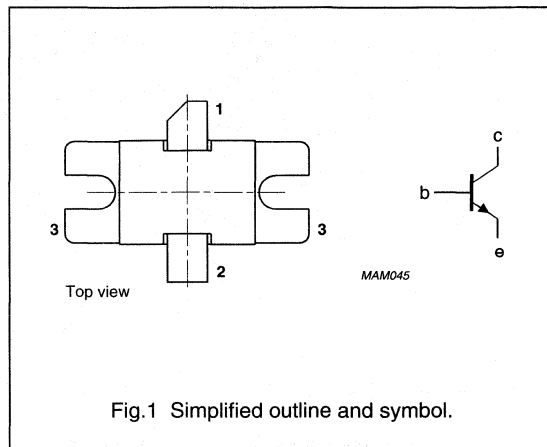 1
c
b
3
3
e
2
MAM045
Top view
Fig.1 Simplified outline and symbol.